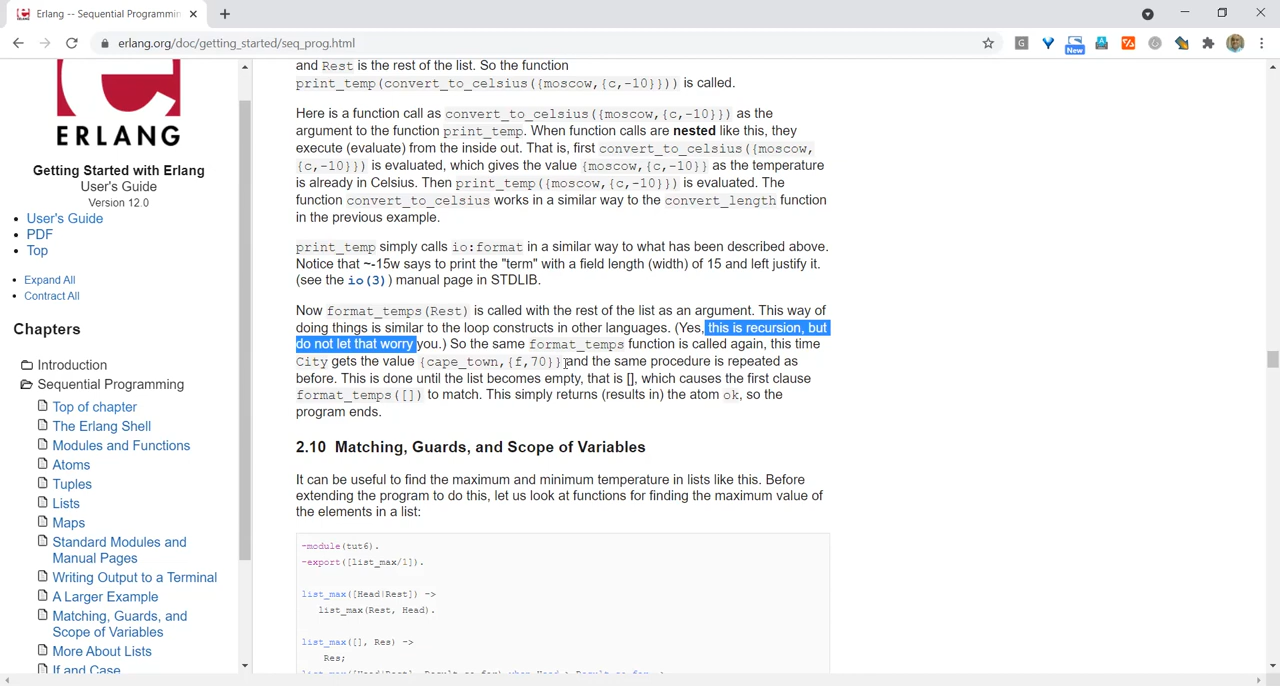 Erlang -- Sequential Programmin
erlang.org/doc/getting_started/seq_prog.html
New
ERLANG
Getting Started with Erlang
User's Guide
Version 12.0
User's Guide
PDF
Top
Expand All
Contract All
Chapters
Introduction
Sequential Programming
Top of chapter
The Erlang Shell
Modules and Functions
Atoms
Tuples
Lists
Maps
Standard Modules and
Manual Pages
Writing Output to a Terminal
A Larger Example
Matching, Guards, and
Scope of Variables
More About Lists
If and Case
and Rest is the rest of the list. So the function
print_temp(convert_to_celsius({moscow,{c,-10}})) is called.
Here is a function call as convert_to_celsius({moscow,{c,-10}}) as the
argument to the function print_temp. When function calls are nested like this, they
execute (evaluate) from the inside out. That is, first convert_to_celsius({moscow,
{c,-10}}) is evaluated, which gives the value {moscow,{c,-10}} as the temperature
is already in Celsius. Then print_temp({moscow,{c,-10}}) is evaluated. The
function convert_to_celsius works in a similar way to the convert_length function
in the previous example.
print_temp simply calls io:format in a similar way to what has been described above.
Notice that ~-15w says to print the "term" with a field length (width) of 15 and left justify it.
(see the io(3)) manual page in STDLIB.
Now format_temps(Rest) is called with the rest of the list as an argument. This way of
doing things is similar to the loop constructs in other languages. (Yes, this is recursion, but
do not let that worry you.) So the same format_temps function is called again, this time
City gets the value {cape_town,{f,70}} and the same procedure is repeated as
before. This is done until the list becomes empty, that is [], which causes the first clause
format_temps([]) to match. This simply returns (results in) the atom ok, so the
program ends.
2.10 Matching, Guards, and Scope of Variables
It can be useful to find the maximum and minimum temperature in lists like this. Before
extending the program to do this, let us look at functions for finding the maximum value of
the elements in a list:
-module(tut6).
-export([list_max/1]).
list_max([Head|Rest]) ->
list_max(Rest, Head).
list_max([], Res) ->
Res;